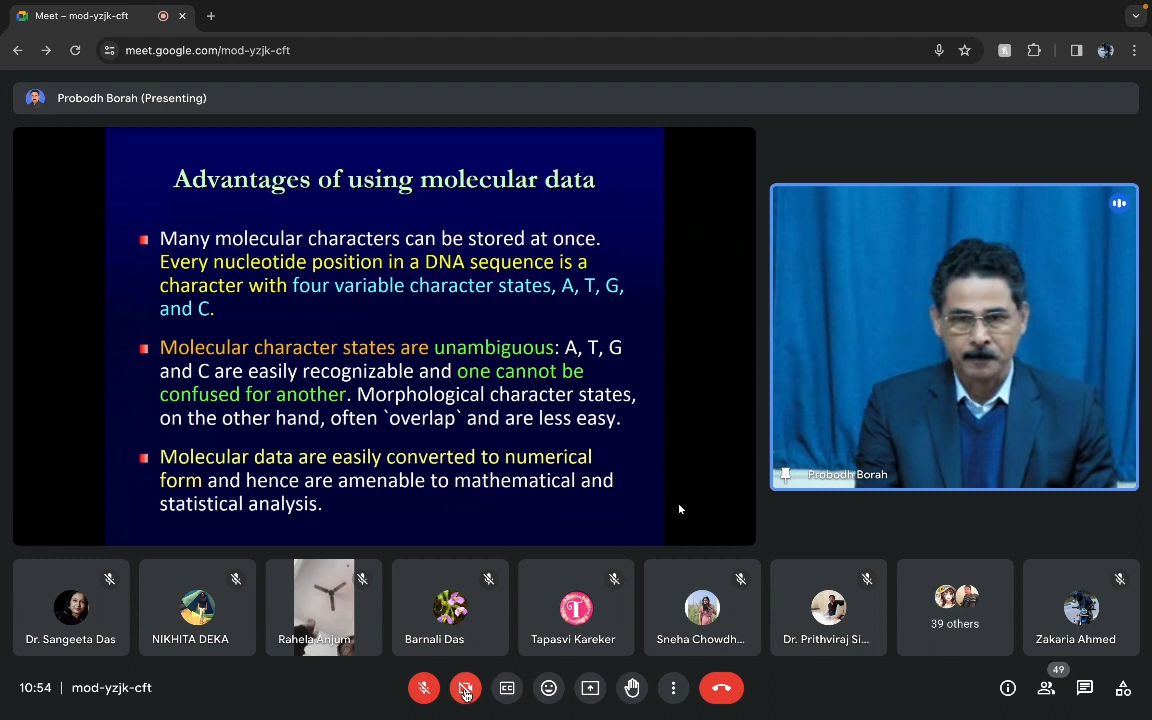 Meet – mod-yzjk-cft
meet.google.com/mod-yzjk-cft
Probodh Borah (Presenting)
Advantages of using molecular data
Many molecular characters can be stored at once.
Every nucleotide position in a DNA sequence is a
character with four variable character states, A, T, G,
and C.
Molecular character states are unambiguous: A, T, G
and C are easily recognizable and one cannot be
confused for another. Morphological character states,
on the other hand, often `overlap` and are less easy.
Molecular data are easily converted to numerical
form and hence are amenable to mathematical and
statistical analysis.
Probodh Borah
Dr. Sangeeta Das
NIKHITA DEKA
Rahela Anjum
Barnali Das
T
Tapasvi Kareker
Sneha Chowdh...
Dr. Prithviraj Si...
39 others
Zakaria Ahmed
10:54 | mod-yzjk-cft
49